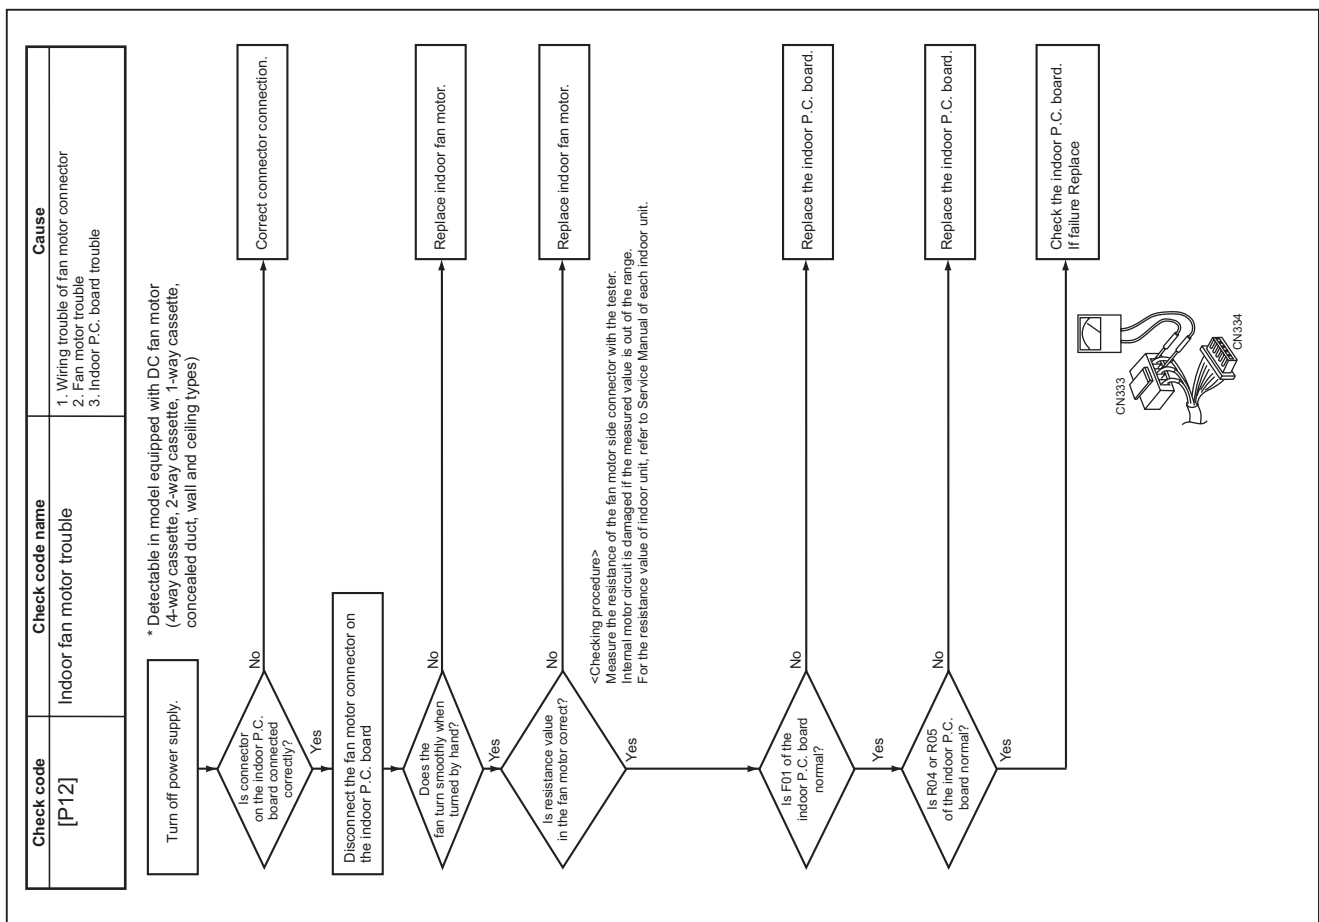 Check code
Check code name
Cause
[P12]
Indoor fan motor trouble
1. Wiring trouble of fan motor connector
2. Fan motor trouble
3. Indoor P.C. board trouble
Turn off power supply.
* Detectable in model equipped with DC fan motor
(4-way cassette, 2-way cassette, 1-way cassette,
concealed duct, wall and ceiling types)
Is connector
on the indoor P.C.
board connected
correctly?
No
Correct connector connection.
Yes
Disconnect the fan motor connector on
the indoor P.C. board
Does the
fan turn smoothly when
turned by hand?
No
Replace indoor fan motor.
Yes
Is resistance value
in the fan motor correct?
No
Replace indoor fan motor.
Yes
<Checking procedure>
Measure the resistance of the fan motor side connector with the tester.
Internal motor circuit is damaged if the measured value is out of the range.
For the resistance value of indoor unit, refer to Service Manual of each indoor unit.
Is F01 of the
indoor P.C. board
normal?
No
Replace the indoor P.C. board.
Yes
Is R04 or R05
of the indoor P.C.
board normal?
No
Replace the indoor P.C. board.
Yes
Check the indoor P.C. board.
If failure Replace
CN333
CN334